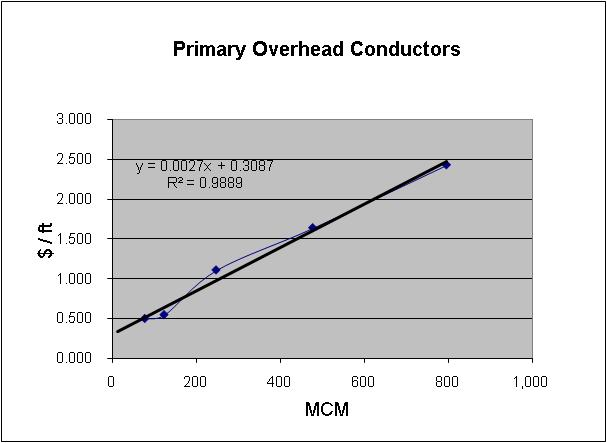 Primary Overhead Conductors
3.000
2.500
2.000
1.500
1.000
0.500
0.000
$ / ft
y = 0.0027x + 0.3087
R² = 0.9889
0 200 400 600 800 1,000
MCM